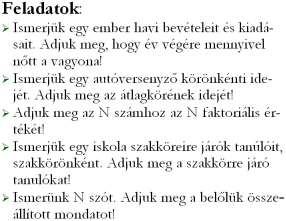 Feladatok:
➢ Ismerjük egy ember havi bevételeit és kiadá-
sait. Adjuk meg, hogy év végére mennyivel
nőtt a vagyona!
➢ Ismerjük egy autóversenyző körönkénti ide-
jét. Adjuk meg az átlagkörének idejét!
➢ Adjuk meg az N számhoz az N faktoriális ér-
tékét!
➢ Ismerjük egy iskola szakköreire járók tanulóit,
szakkörönként. Adjuk meg a szakkörre járó
tanulókat!
➢ Ismerünk N szót. Adjuk meg a belőlük össze-
állított mondatot!